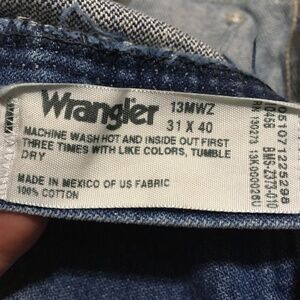 Wrangler
13MWZ
31 X 40
MACHINE WASH HOT AND INSIDE OUT FIRST
THREE TIMES WITH LIKE COLORS, TUMBLE
DRY
MADE IN MEXICO OF US FABRIC
100% COTTON